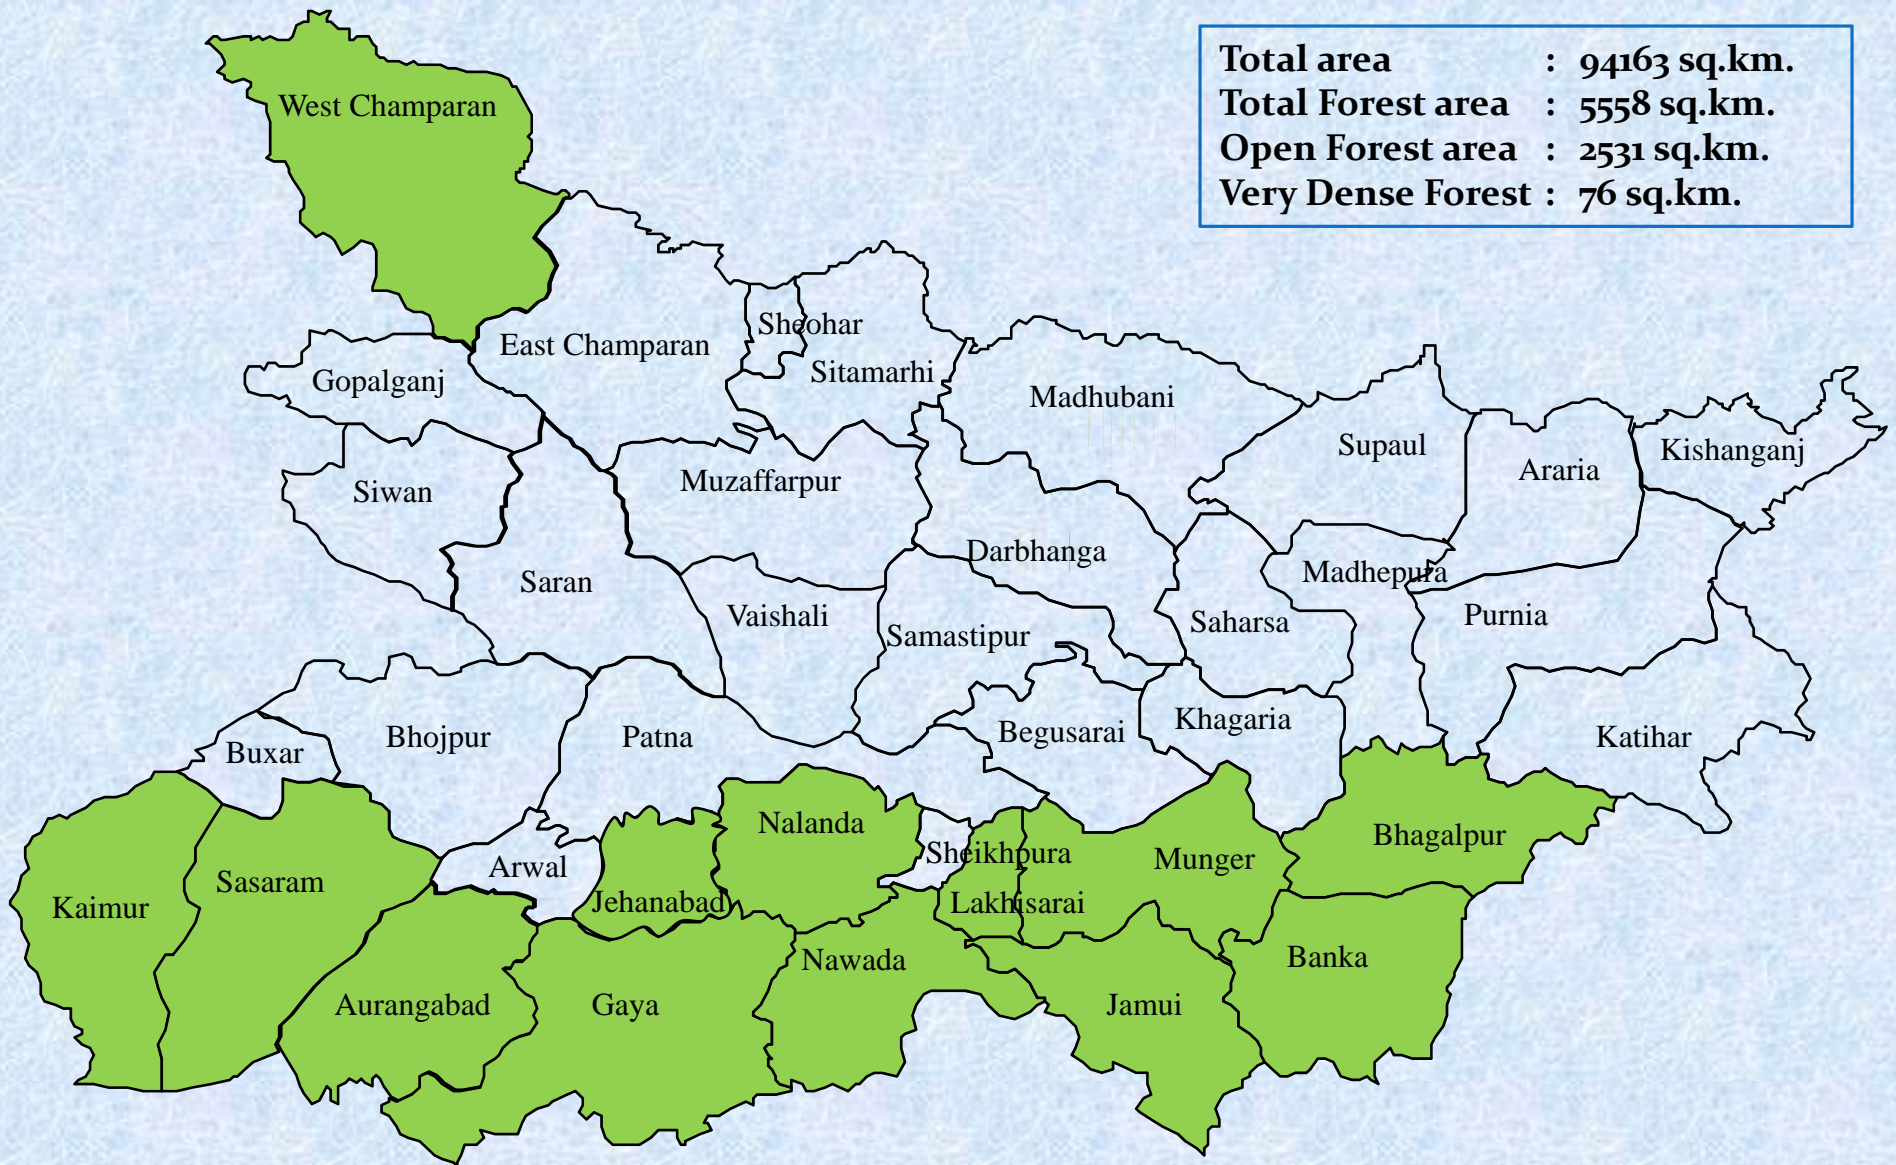 Total area : 94163 sq.km.
Total Forest area : 5558 sq.km.
Open Forest area : 2531 sq.km.
Very Dense Forest : 76 sq.km.
West Champaran
East Champaran
Sheohar
Sitamarhi
Gopalganj
Madhubani
Supaul
Araria
Kishanganj
Siwan
Muzaffarpur
Saran
Darbhanga
Madhepura
Vaishali
Samastipur
Saharsa
Purnia
Buxar
Bhojpur
Patna
Begusarai
Khagaria
Katihar
Kaimur
Sasaram
Arwal
Jehanabad
Nalanda
Sheikhpura
Lakhisarai
Munger
Bhagalpur
Aurangabad
Gaya
Nawada
Jamui
Banka